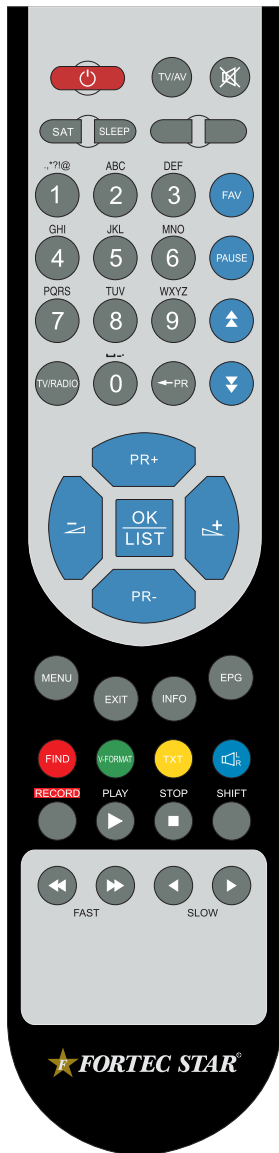 TV/AV
SAT SLEEP
.,*?!@ ABC DEF
1 2 3 FAV
GHI JKL MNO
4 5 6 PAUSE
PQRS TUV WXYZ
7 8 9
TV/RADIO 0 ←PR
PR+
- OK +
LIST
PR-
MENU EPG
EXIT INFO
FIND V-FORMAT TXT L
R
RECORD PLAY STOP SHIFT
FAST SLOW
F FORTEC STAR®